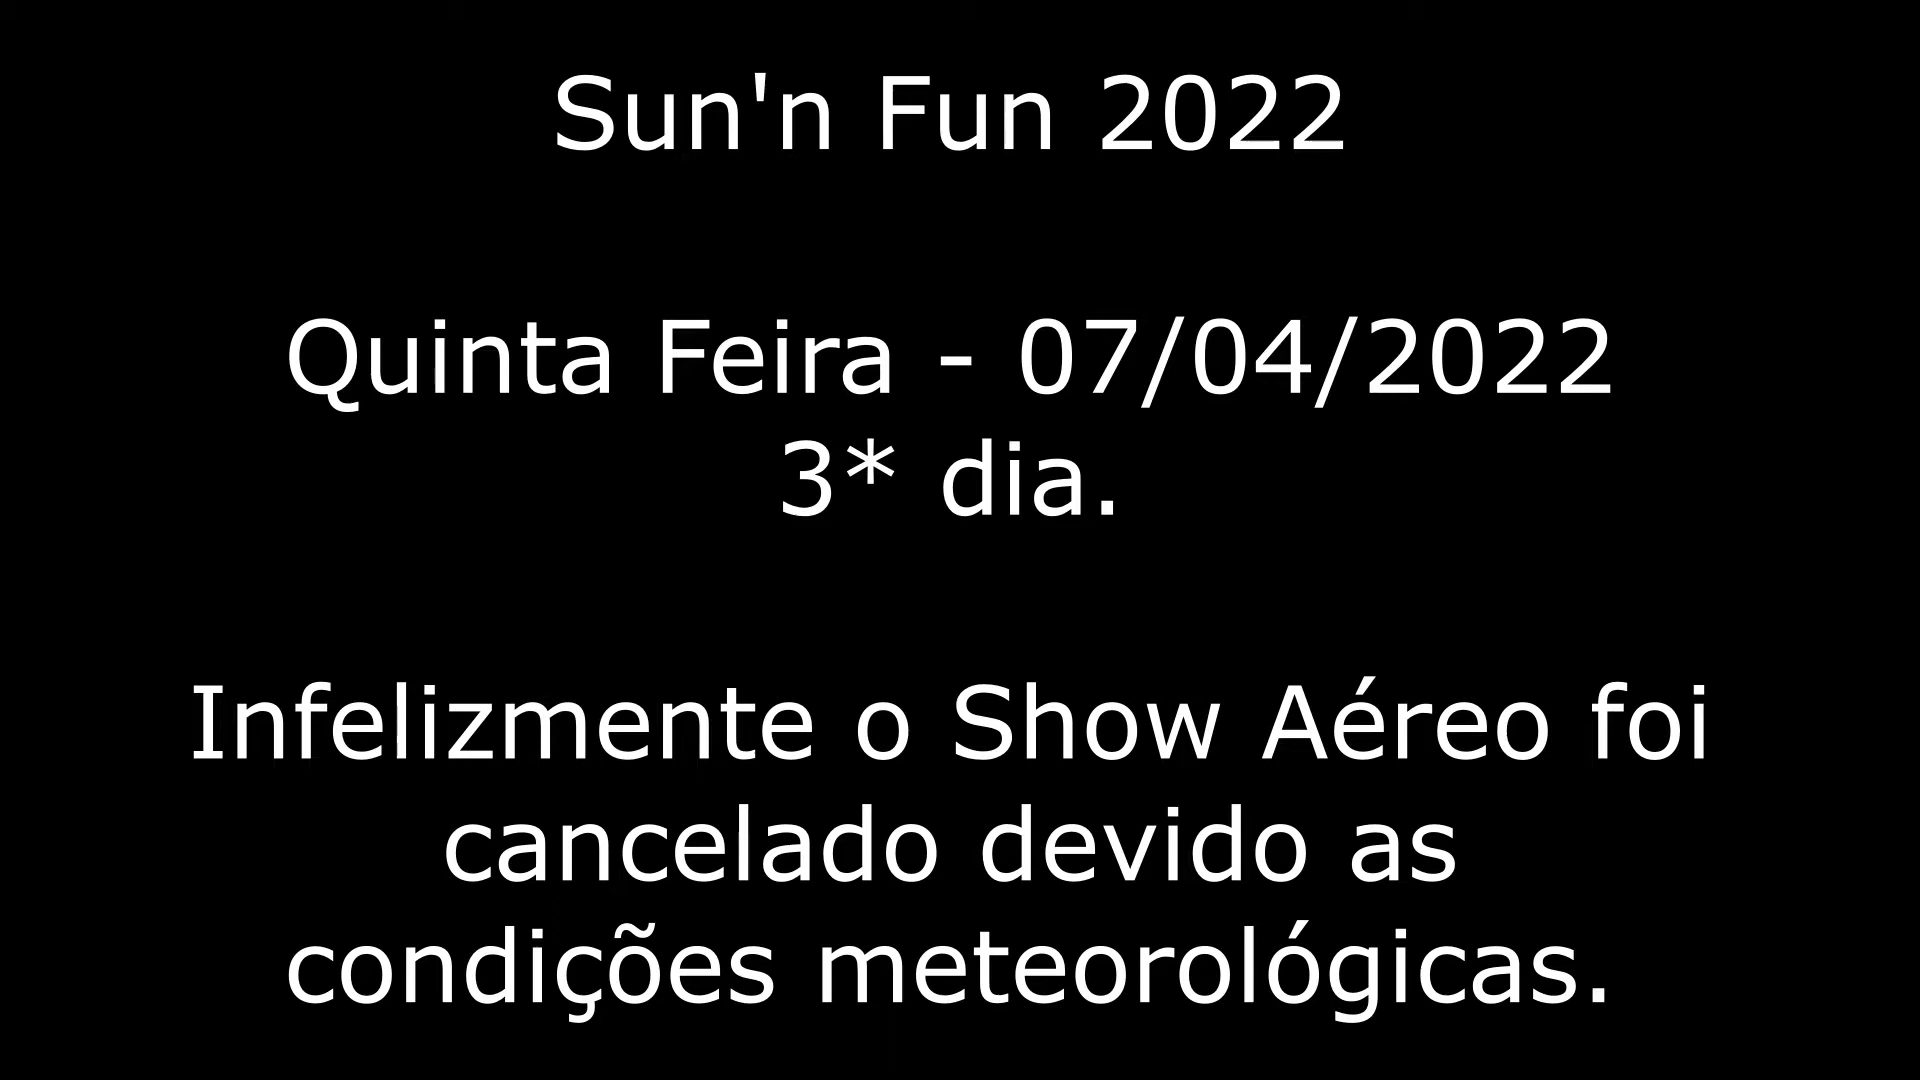 Sun'n Fun 2022
Quinta Feira - 07/04/2022
3* dia.
Infelizmente o Show Aéreo foi
cancelado devido as
condições meteorológicas.